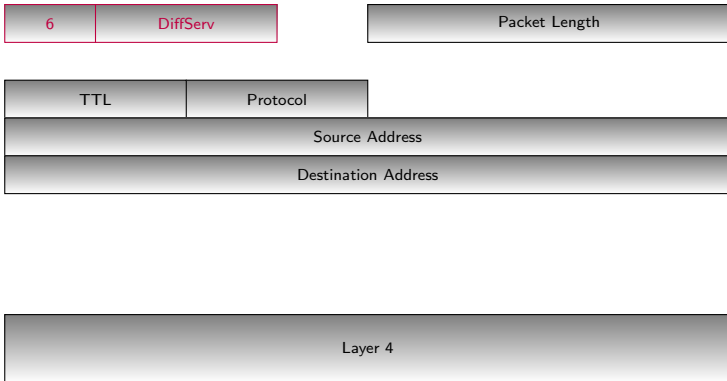 6 DiffServ Packet Length
TTL Protocol
Source Address
Destination Address
Layer 4